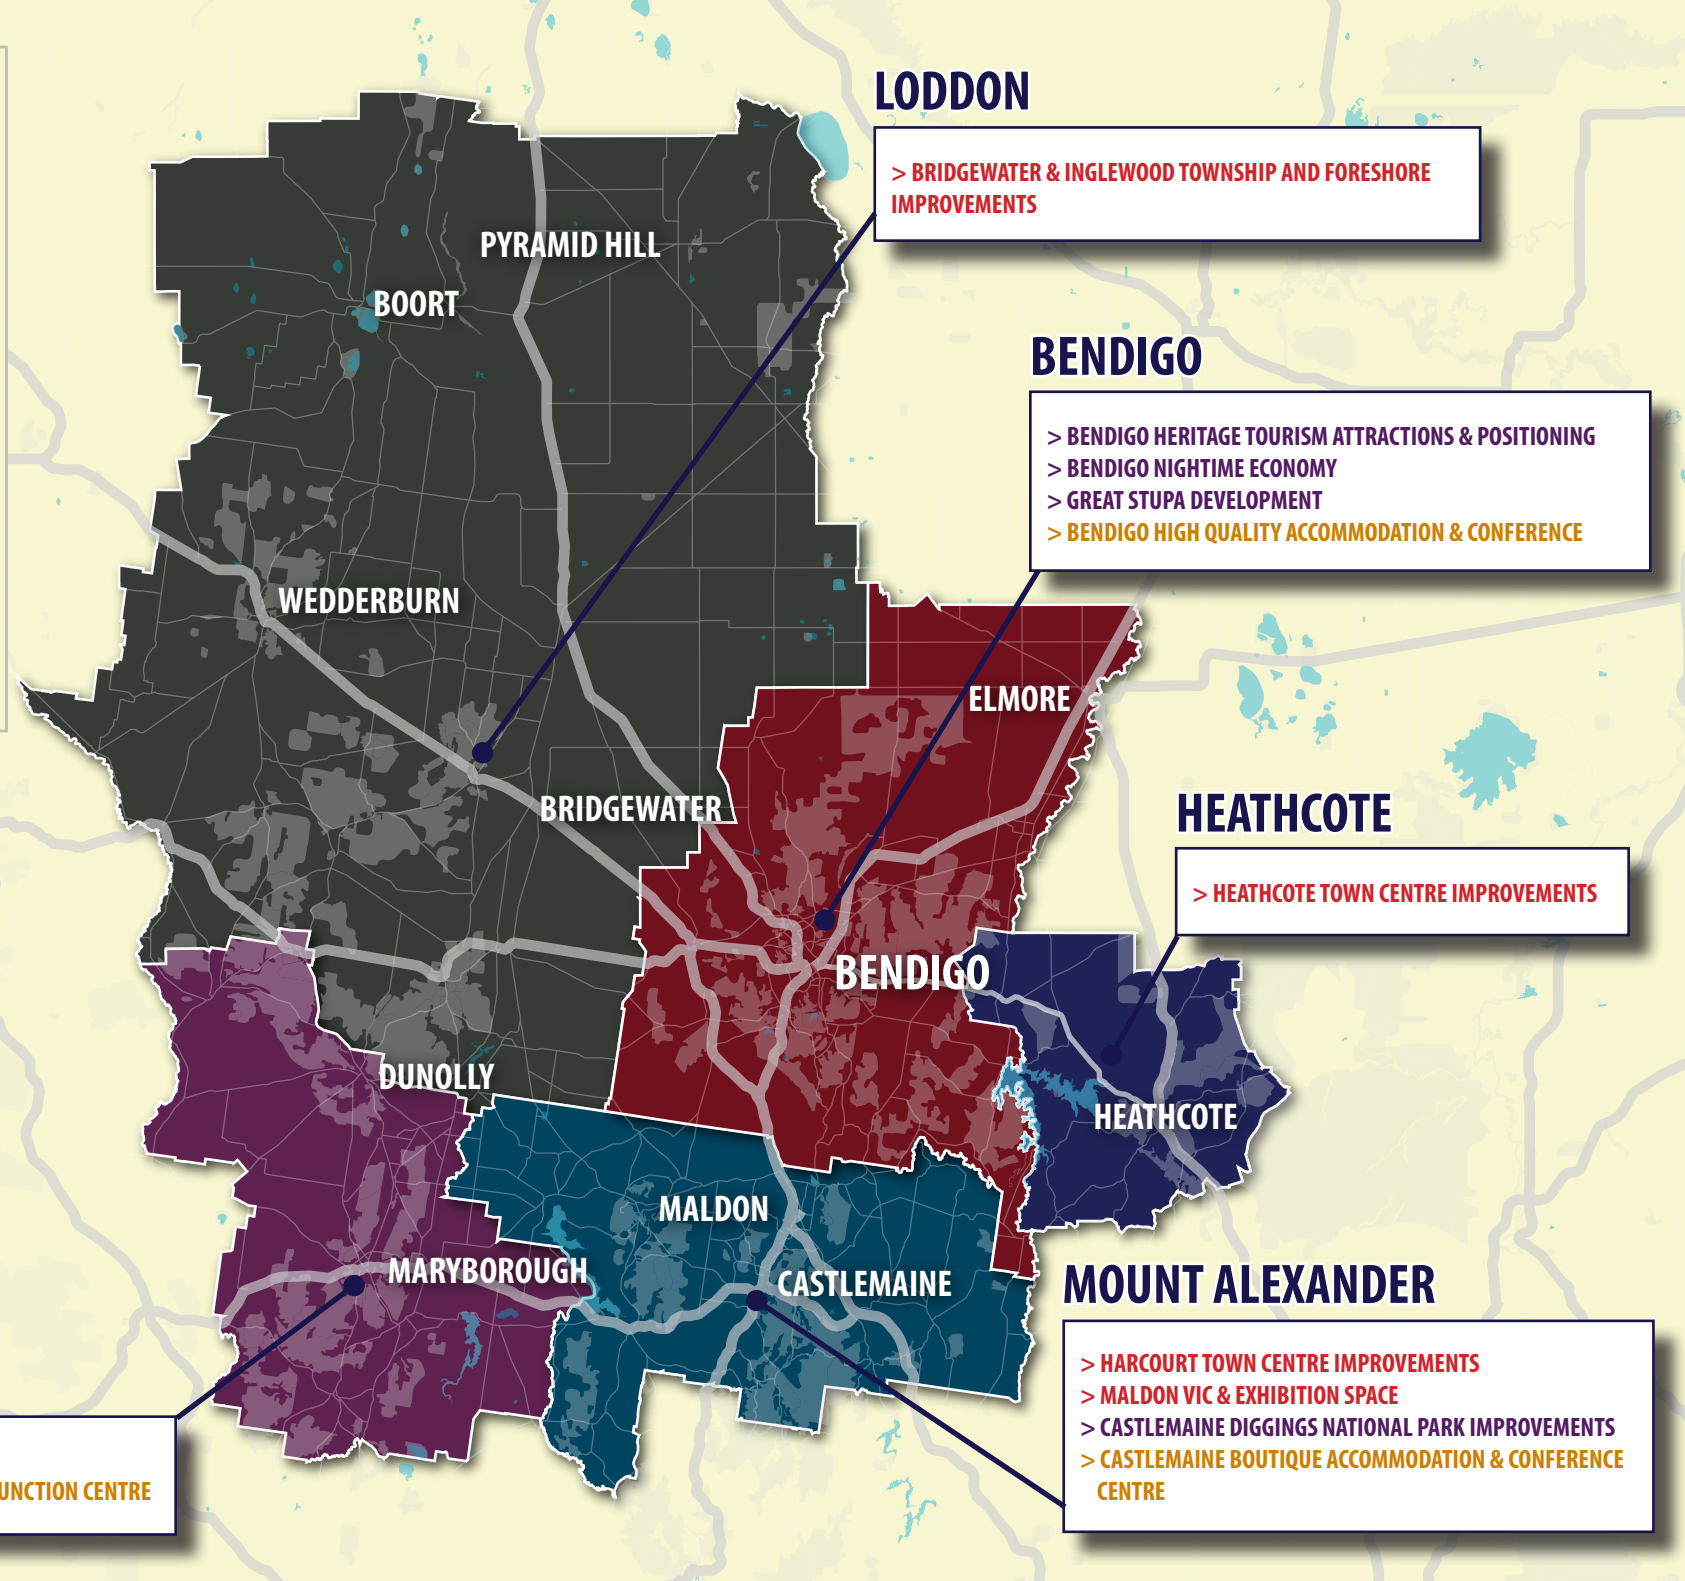 LODDON
> BRIDGEWATER & INGLEWOOD TOWNSHIP AND FORESHORE
IMPROVEMENTS
PYRAMID HILL
BOORT
BENDIGO
> BENDIGO HERITAGE TOURISM ATTRACTIONS & POSITIONING
> BENDIGO NIGHTIME ECONOMY
> GREAT STUPA DEVELOPMENT
> BENDIGO HIGH QUALITY ACCOMMODATION & CONFERENCE
WEDDERBURN
ELMORE
BRIDGEWATER
HEATHCOTE
> HEATHCOTE TOWN CENTRE IMPROVEMENTS
BENDIGO
DUNOLLY
HEATHCOTE
MALDON
MARYBOROUGH
CASTLEMAINE
MOUNT ALEXANDER
> HARCOURT TOWN CENTRE IMPROVEMENTS
> MALDON VIC & EXHIBITION SPACE
> CASTLEMAINE DIGGINGS NATIONAL PARK IMPROVEMENTS
> CASTLEMAINE BOUTIQUE ACCOMMODATION & CONFERENCE
CENTRE
UNCTION CENTRE